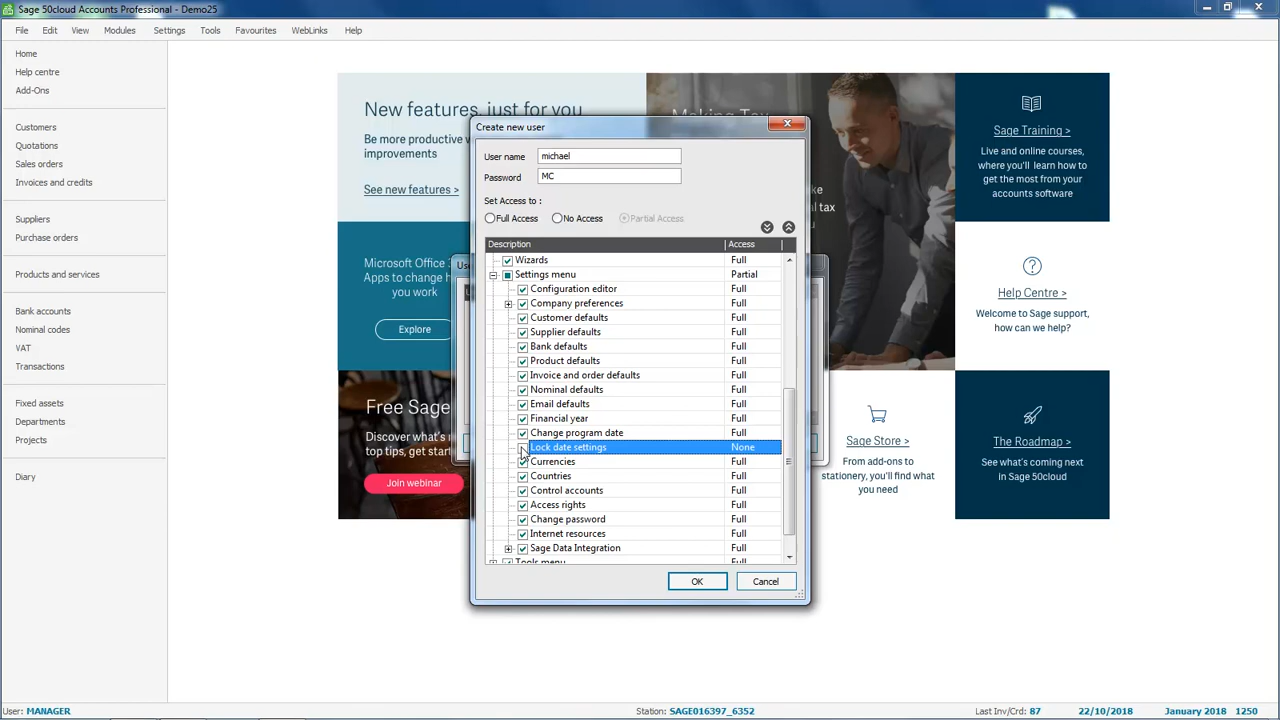 Sage 50cloud Accounts Professional - Demo25
File Edit View Modules Settings Tools Favourites WebLinks Help
Home
Help centre
Add-Ons
Customers
Quotations
Sales orders
Invoices and credits
Suppliers
Purchase orders
Products and services
Bank accounts
Nominal codes
VAT
Transactions
Fixed assets
Departments
Projects
Diary
New features, just for you
Be more productive
improvements
See new features >
Microsoft Office
Apps to change
you work
Explore
Free Sage
Discover what's
top tips, get start
Join webinar
Making Tax
tax
Create new user
User name michael
Password MC
Set Access to :
Full Access No Access Partial Access
Description Access
Wizards Full
Settings menu Partial
Configuration editor Full
Company preferences Full
Customer defaults Full
Supplier defaults Full
Bank defaults Full
Product defaults Full
Invoice and order defaults Full
Nominal defaults Full
Email defaults Full
Financial year Full
Change program date Full
Lock date settings None
Currencies Full
Countries Full
Control accounts Full
Access rights Full
Change password Full
Internet resources Full
Sage Data Integration Full
Tools menu Full
OK Cancel
Sage Training >
Live and online courses,
where you'll learn how to
get the most from your
accounts software
Help Centre >
Welcome to Sage support,
how can we help?
Sage Store >
From add-ons to
stationery, you'll find what
you need
The Roadmap >
See what's coming next
in Sage 50cloud
User: MANAGER
Station: SAGE016397_6352
Last Inv/Crd: 87 22/10/2018 January 2018 1250